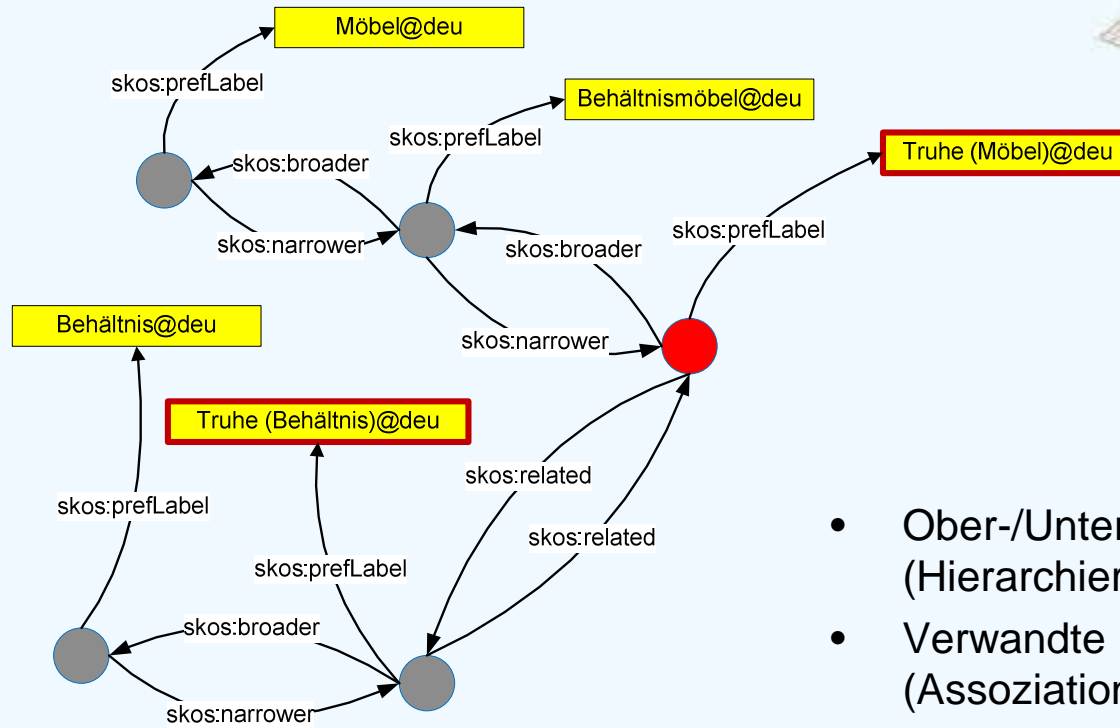 Möbel@deu
skos:prefLabel
Behältnismöbel@deu
skos:prefLabel
Truhe (Möbel)@deu
skos:broader
skos:prefLabel
skos:narrower
skos:broader
Behältnis@deu
skos:narrower
Truhe (Behältnis)@deu
skos:related
skos:prefLabel
skos:related
skos:prefLabel
skos:broader
skos:narrower
• Ober-/Unter
(Hierarchier
• Verwandte
(Assoziation